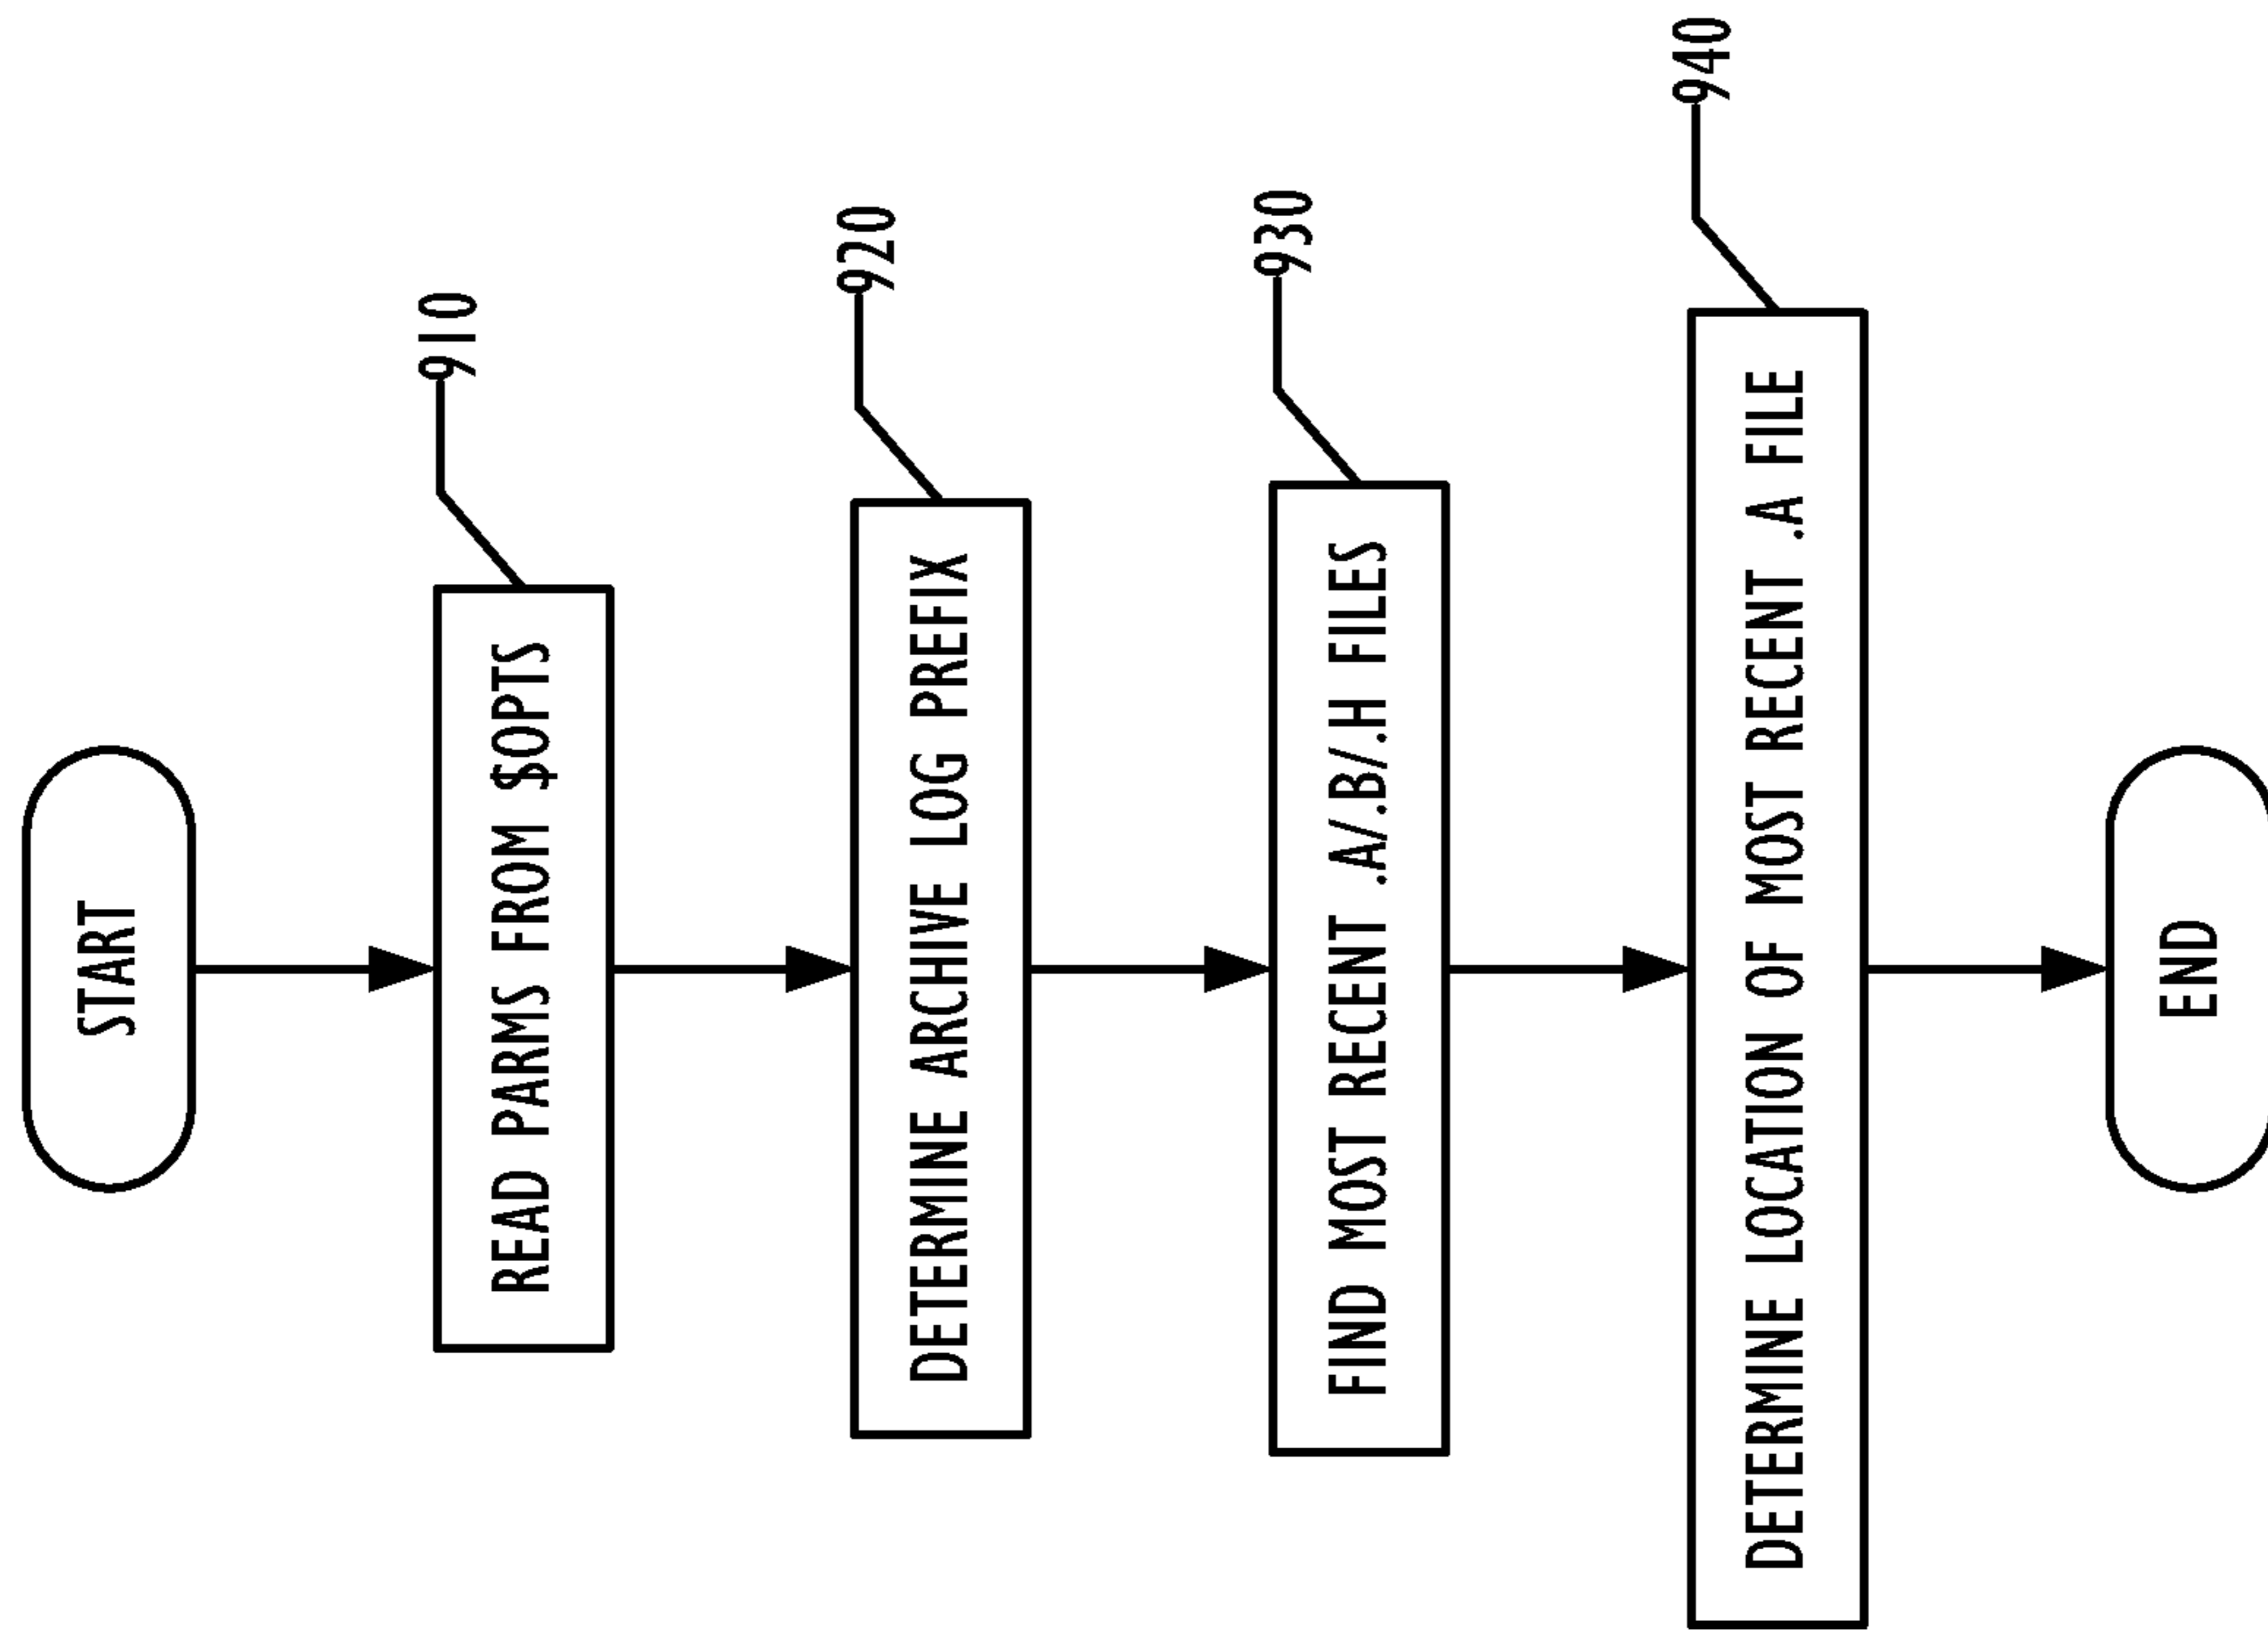 START
910
READ PARMS FROM $OPTS
920
DETERMINE ARCHIVE LOG PREFIX
930
FIND MOST RECENT .A/.B/.H FILES
940
DETERMINE LOCATION OF MOST RECENT .A FILE
END